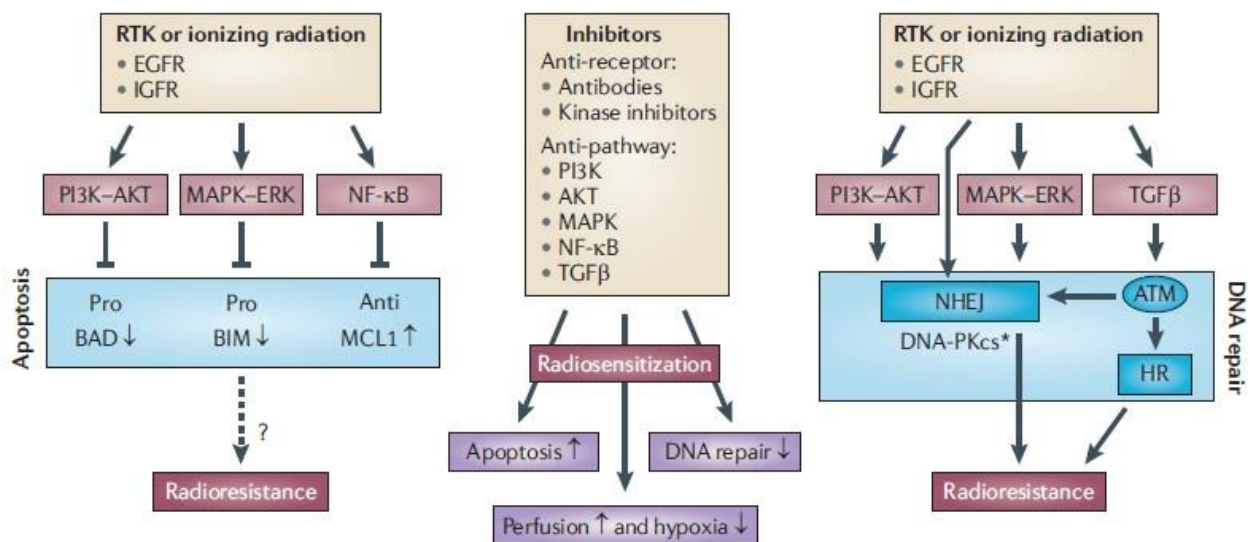 RTK or ionizing radiation
• EGFR
• IGFR
PI3K–AKT
MAPK–ERK
NF-κB
Apoptosis
Pro
BAD ↓
Pro
BIM ↓
Anti
MCL1 ↑
?
Radioresistance
Inhibitors
Anti-receptor:
• Antibodies
• Kinase inhibitors
Anti-pathway:
• PI3K
• AKT
• MAPK
• NF-κB
• TGFβ
Radiosensitization
Apoptosis ↑
DNA repair ↓
Perfusion ↑ and hypoxia ↓
RTK or ionizing radiation
• EGFR
• IGFR
PI3K–AKT
MAPK–ERK
TGFβ
NHEJ
ATM
DNA-PKcs*
HR
DNA repair
Radioresistance